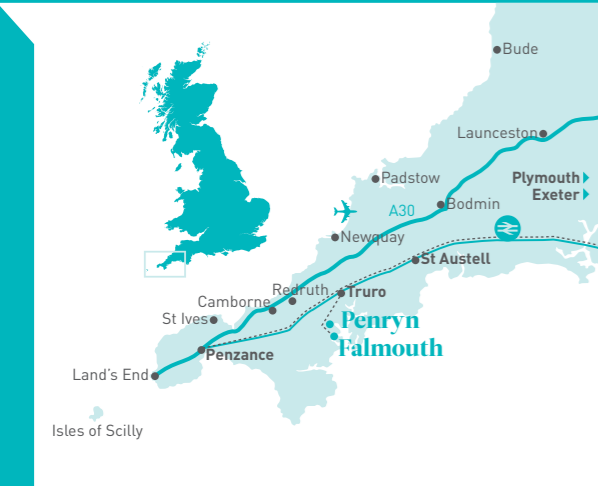 Bude
Launceston
Padstow
Plymouth
Exeter
A30
Bodmin
Newquay
St Austell
Redruth
Truro
Camborne
St Ives
Penryn
Falmouth
Penzance
Land's End
Isles of Scilly